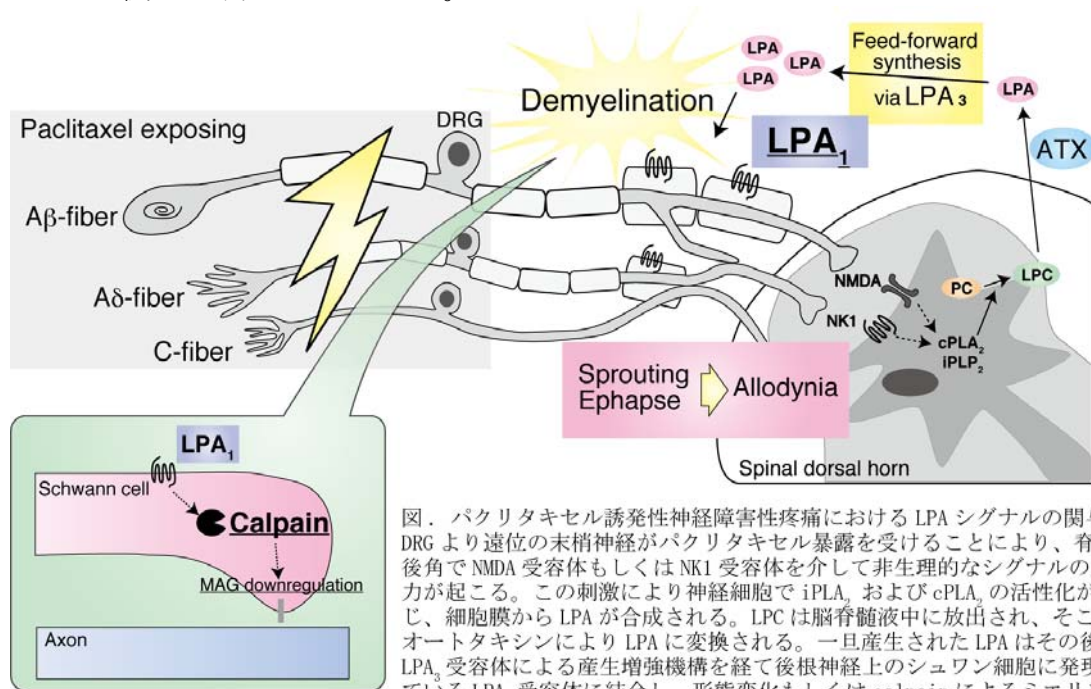 Paclitaxel exposing
DRG
Aβ-fiber
Aδ-fiber
C-fiber
Demyelination
LPA
LPA
LPA
Feed-forward
synthesis
via LPA₃
LPA
LPA₁
ATX
NMDA
NK1
PC
LPC
cPLA₂
iPLP₂
Sprouting
Ephapse
Allodynia
Spinal dorsal horn
LPA₁
Schwann cell
Calpain
MAG downregulation
Axon
図. パクリタキセル誘発性神経障害性疼痛における LPA シグナルの関
DRG より遠位の末梢神経がパクリタキセル暴露を受けることにより、脊
後角で NMDA 受容体もしくは NK1 受容体を介して非生理的なシグナルの
力が起こる。この刺激により神経細胞で iPLA₂ および cPLA₂ の活性化が
じ、細胞膜から LPA が合成される。LPC は脳脊髄液中に放出され、そこ
オートタキシンにより LPA に変換される。一旦産生された LPA はその後
LPA₃ 受容体による産生増強機構を経て後根神経上のシュワン細胞に発現